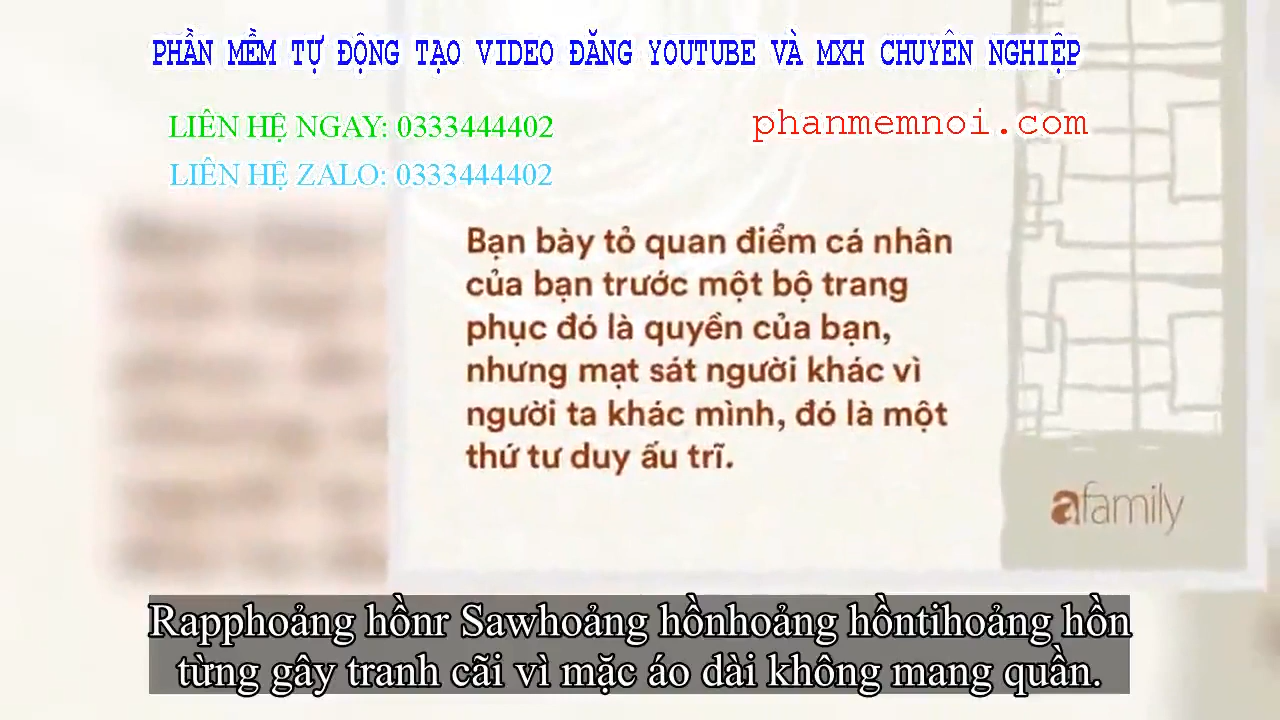 PHẦN MỀM TỰ ĐỘNG TẠO VIDEO ĐĂNG YOUTUBE VÀ MXH CHUYÊN NGHIỆP
LIÊN HỆ NGAY: 0333444402
phanmemnoi.com
LIÊN HỆ ZALO: 0333444402
Bạn bày tỏ quan điểm cá nhân
của bạn trước một bộ trang
phục đó là quyền của bạn,
nhưng mạt sát người khác vì
người ta khác mình, đó là một
thứ tư duy ấu trĩ.
afamily
Rapphoảng hồnr Sawhoảng hồnhoảng hồntihoảng hồn
từng gây tranh cãi vì mặc áo dài không mang quần.